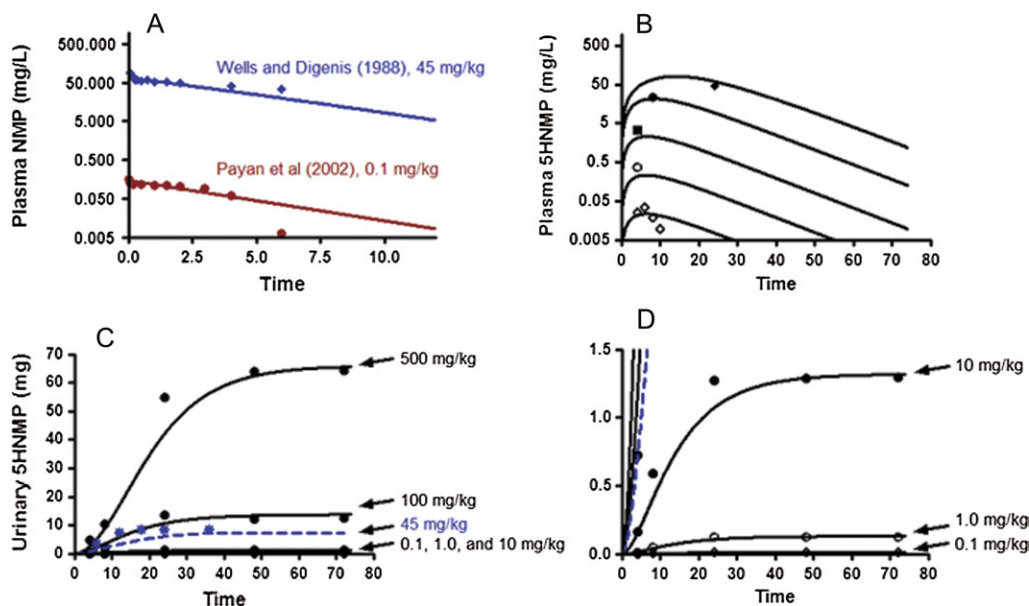 A
Plasma NMP (mg/L)
500.000
50.000
5.000
0.500
0.050
0.005
Wells and Digenis (1988), 45 mg/kg
Payan et al (2002), 0.1 mg/kg
0.0 2.5 5.0 7.5 10.0
Time
B
Plasma 5HNMP (mg/L)
500.000
50
5
0.5
0.050
0.005
0 10 20 30 40 50 60 70 80
Time
C
Urinary 5HNMP (mg)
70
60
50
40
30
20
10
0
500 mg/kg
100 mg/kg
45 mg/kg
0.1, 1.0, and 10 mg/kg
0 10 20 30 40 50 60 70 80
Time
D
1.5
1.0
0.5
0.0
10 mg/kg
1.0 mg/kg
0.1 mg/kg
0 10 20 30 40 50 60 70 80
Time